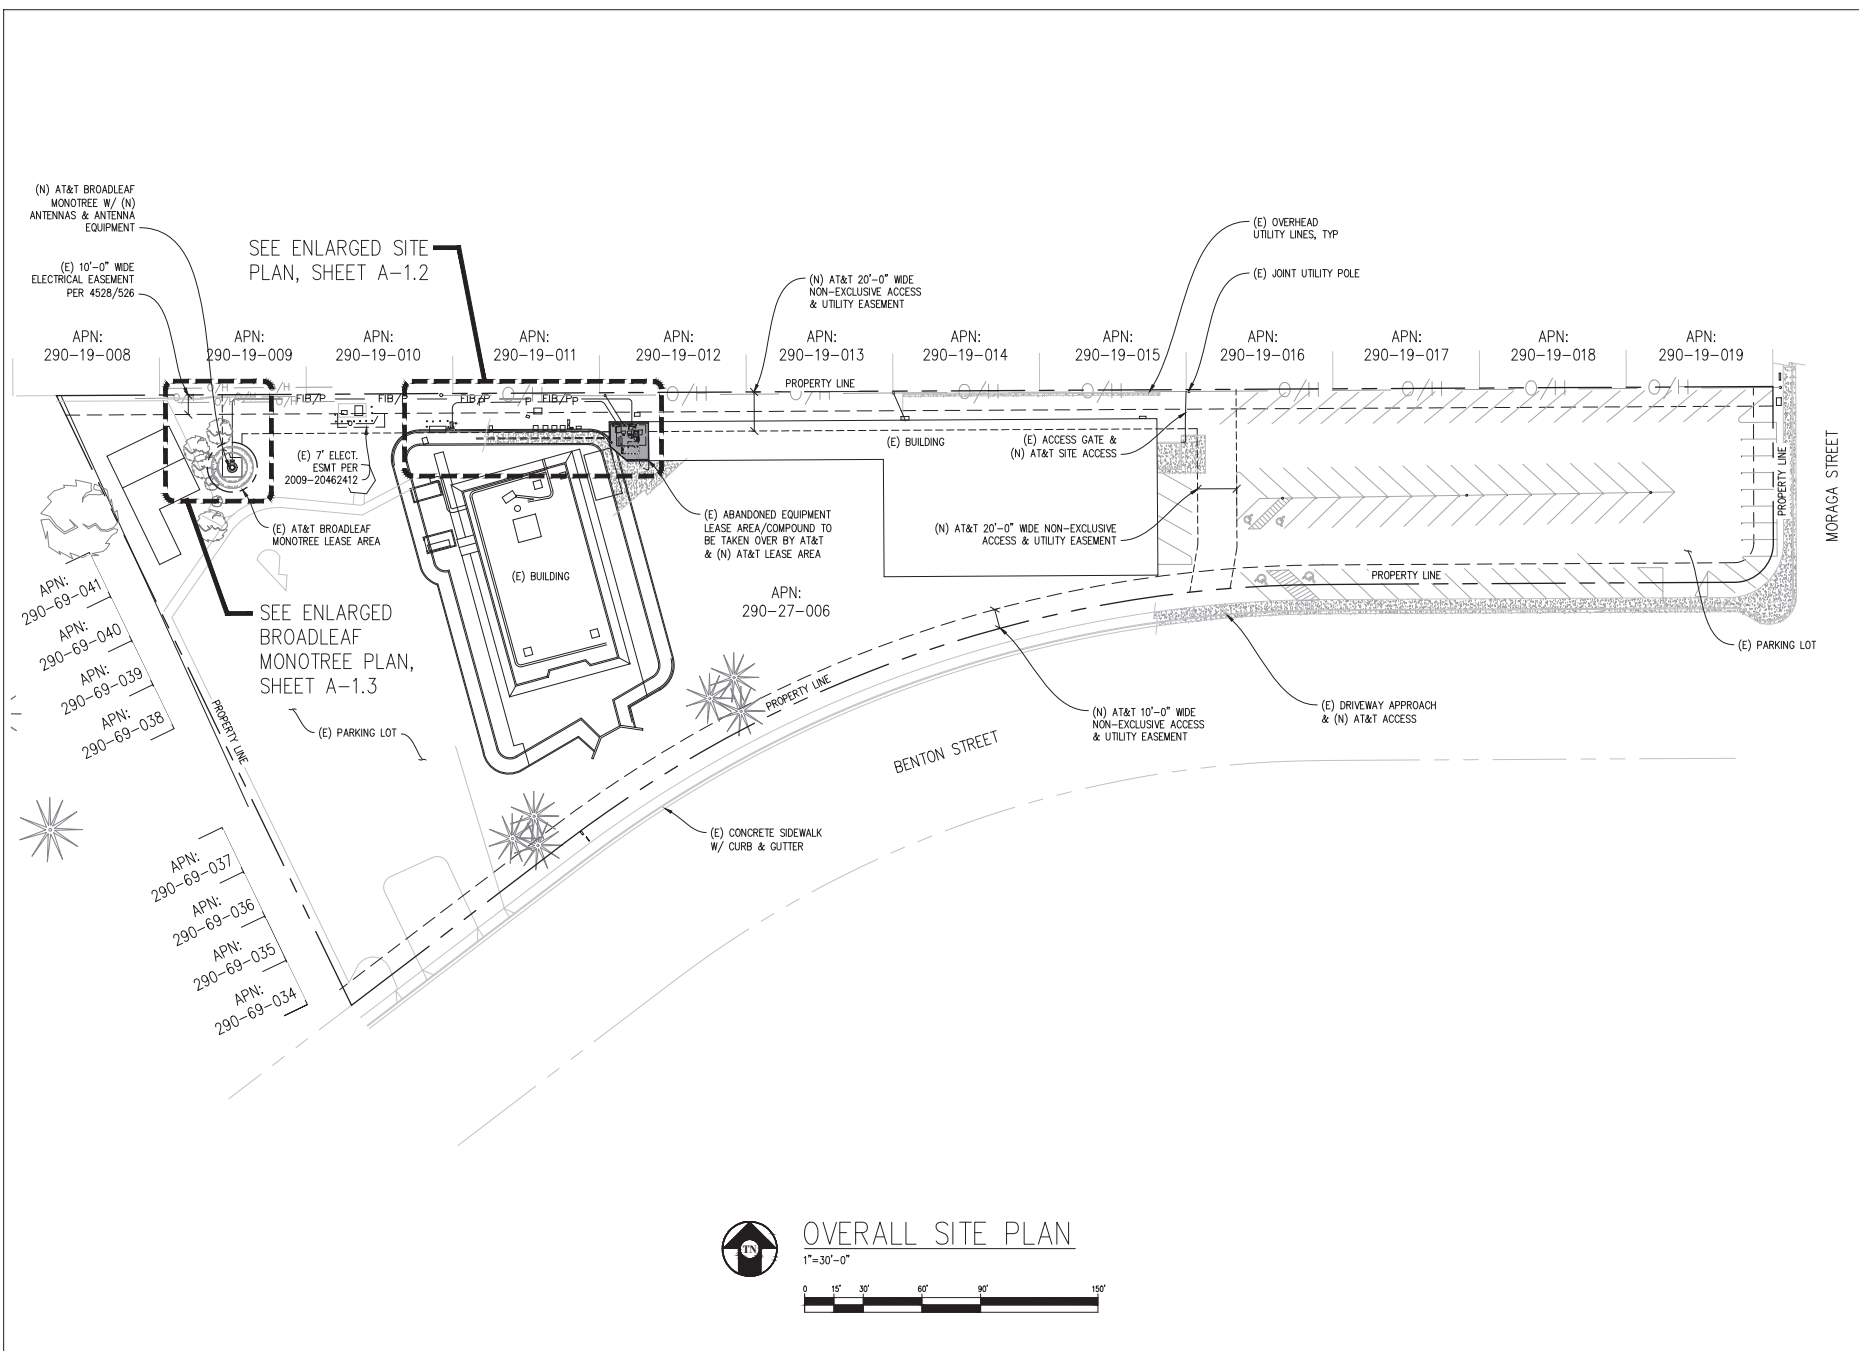 (N) AT&T BROADLEAF
MONOTREE W/ (N)
ANTENNAS & ANTENNA
EQUIPMENT
(E) 10'-0" WIDE
ELECTRICAL EASEMENT
PER 4528/526
SEE ENLARGED SITE
PLAN, SHEET A-1.2
(N) AT&T 20'-0" WIDE
NON-EXCLUSIVE ACCESS
& UTILITY EASEMENT
(E) OVERHEAD
UTILITY LINES, TYP
(E) JOINT UTILITY POLE
APN:
290-19-008
APN:
290-19-009
APN:
290-19-010
APN:
290-19-011
APN:
290-19-012
APN:
290-19-013
APN:
290-19-014
APN:
290-19-015
APN:
290-19-016
APN:
290-19-017
APN:
290-19-018
APN:
290-19-019
PROPERTY LINE
O/H
O/H
O/H
O/H
O/H
O/H
O/H
O/H
O/H
O/H
O/H
O/H
FIB/P
FIB/P
FIB/P
FIB/P
(E) BUILDING
(E) ACCESS GATE &
(N) AT&T SITE ACCESS
(E) 7' ELECT.
ESMT PER
2009-20462412
(E) AT&T BROADLEAF
MONOTREE LEASE AREA
(E) ABANDONED EQUIPMENT
LEASE AREA/COMPOUND TO
BE TAKEN OVER BY AT&T
& (N) AT&T LEASE AREA
(N) AT&T 20'-0" WIDE NON-EXCLUSIVE
ACCESS & UTILITY EASEMENT
PROPERTY LINE
MORAGA STREET
(E) BUILDING
APN:
290-27-006
PROPERTY LINE
SEE ENLARGED
BROADLEAF
MONOTREE PLAN,
SHEET A-1.3
APN:
290-69-041
APN:
290-69-040
APN:
290-69-039
APN:
290-69-038
PROPERTY LINE
(E) PARKING LOT
PROPERTY LINE
(E) PARKING LOT
(N) AT&T 10'-0" WIDE
NON-EXCLUSIVE ACCESS
& UTILITY EASEMENT
(E) DRIVEWAY APPROACH
& (N) AT&T ACCESS
BENTON STREET
(E) CONCRETE SIDEWALK
W/ CURB & GUTTER
APN:
290-69-037
APN:
290-69-036
APN:
290-69-035
APN:
290-69-034
TN
OVERALL SITE PLAN
1"=30'-0"
0 15' 30' 60' 90' 150'